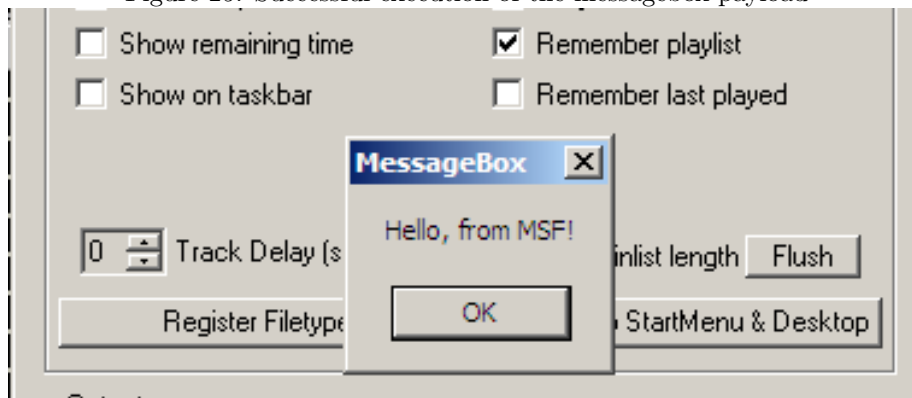 Show remaining time
Remember playlist
Show on taskbar
Remember last played
MessageBox
Hello, from MSF!
0 Track Delay (s
inlist length Flush
OK
Register Filetype
StartMenu & Desktop